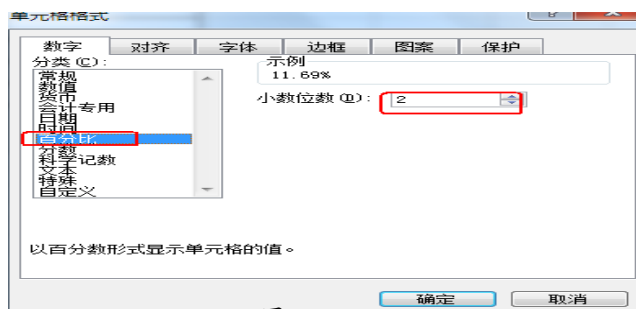 单元格格式
数字 对齐 字体 边框 图案 保护
分类(C):
示例
常规
11.69%
数值
货币
小数位数(D): 2
会计专用
日期
时间
百分比
分数
科学记数
文本
特殊
自定义
以百分数形式显示单元格的值。
确定 取消